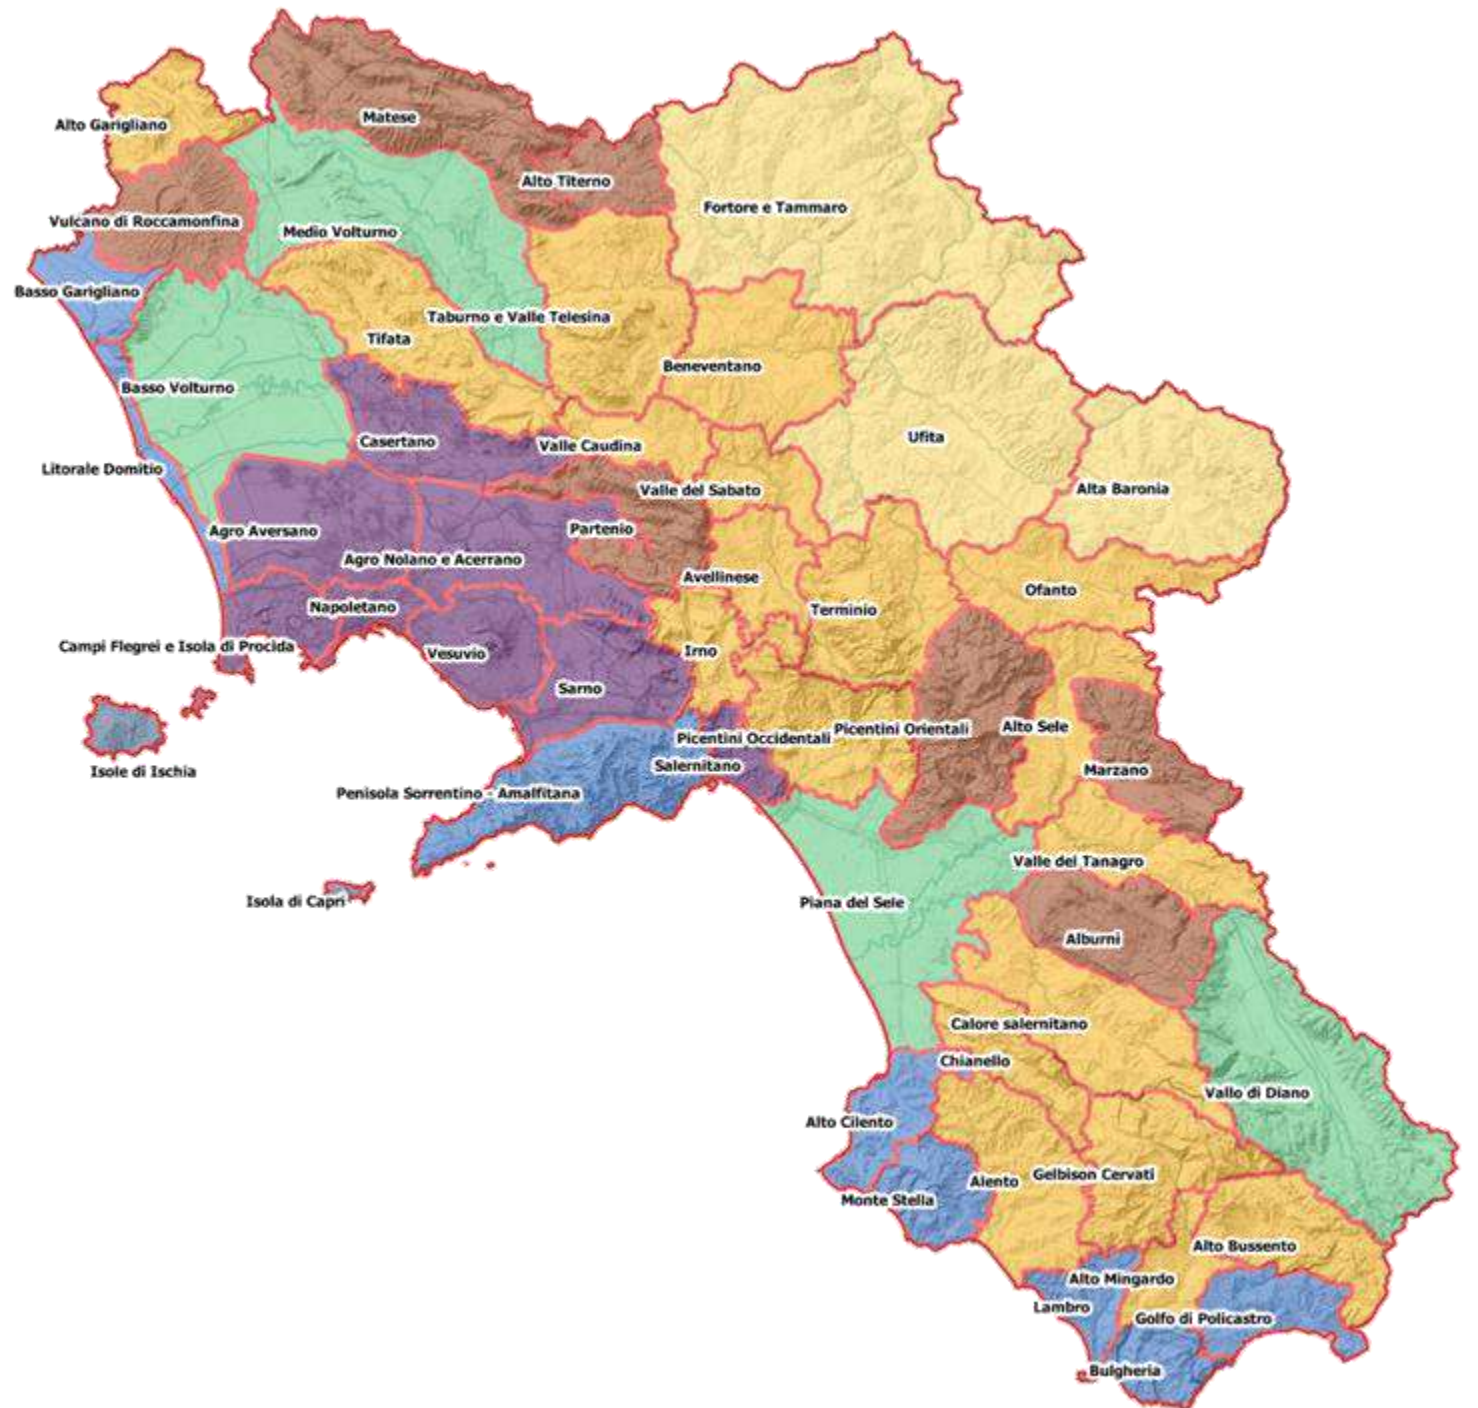 Matese
Alto Garigliano
Alto Titerno
Fortore e Tammaro
Vulcano di Roccamonfina
Medio Volturno
Basso Garigliano
Taburno e Valle Telesina
Tifata
Beneventano
Basso Volturno
Ufita
Casertano
Valle Caudina
Litorale Domitio
Valle del Sabato
Alta Baronia
Agro Aversano
Partenio
Agro Nolano e Acerrano
Avellinese
Ofanto
Napoletano
Terminio
Campi Flegrei e Isola di Procida
Vesuvio
Irno
Sarno
Alto Sele
Picentini Orientali
Picentini Occidentali
Salernitano
Isole di Ischia
Marzano
Penisola Sorrentino - Amalfitana
Valle del Tanagro
Isola di Capri
Piana del Sele
Alburni
Calore salernitano
Chianello
Vallo di Diano
Alto Cilento
Gelbison Cervati
Alento
Monte Stella
Alto Bussento
Alto Mingardo
Lambro
Golfo di Policastro
Bulgheria